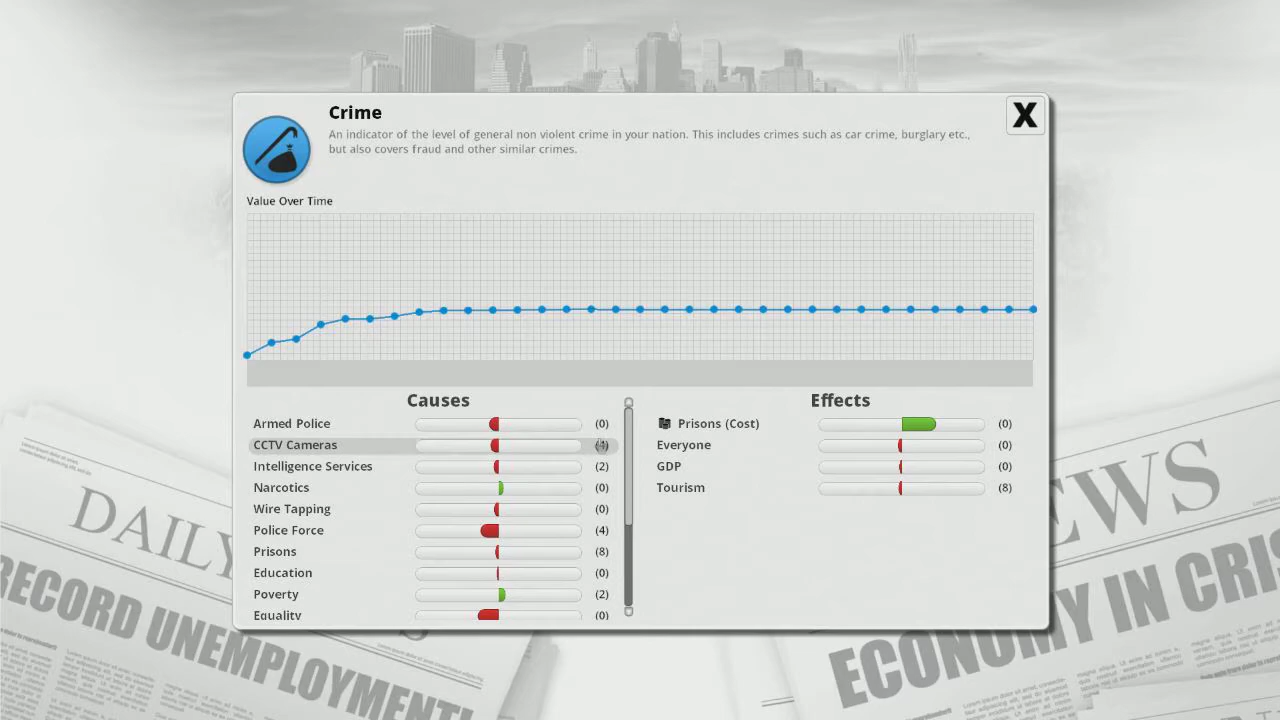 Crime
X
An indicator of the level of general non violent crime in your nation. This includes crimes such as car crime, burglary etc.,
but also covers fraud and other similar crimes.
Value Over Time
Causes
Armed Police (0)
CCTV Cameras
Intelligence Services (2)
Narcotics (0)
Wire Tapping (0)
Police Force (4)
Prisons (8)
Education (0)
Poverty (2)
Equality (0)
Effects
Prisons (Cost) (0)
Everyone (0)
GDP (0)
Tourism (8)
DAILY
EWS
RECORD UNEMPLOYMENT
ECONOMY IN CRIS